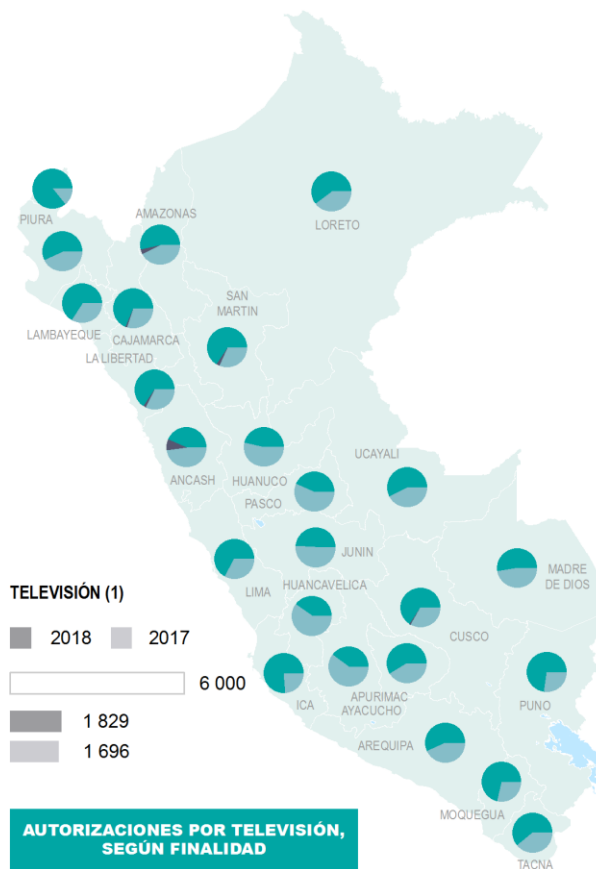 PIURA
AMAZONAS
LORETO
SAN
MARTIN
LAMBAYEQUE
CAJAMARCA
LA LIBERTAD
ANCASH
HUANUCO
UCAYALI
PASCO
JUNIN
MADRE
DE DIOS
LIMA
HUANCAVELICA
CUSCO
ICA
APURIMAC
AYACUCHO
PUNO
AREQUIPA
MOQUEGUA
TACNA
TELEVISIÓN (1)
2018 2017
6 000
1 829
1 696
AUTORIZACIONES POR TELEVISIÓN,
SEGÚN FINALIDAD